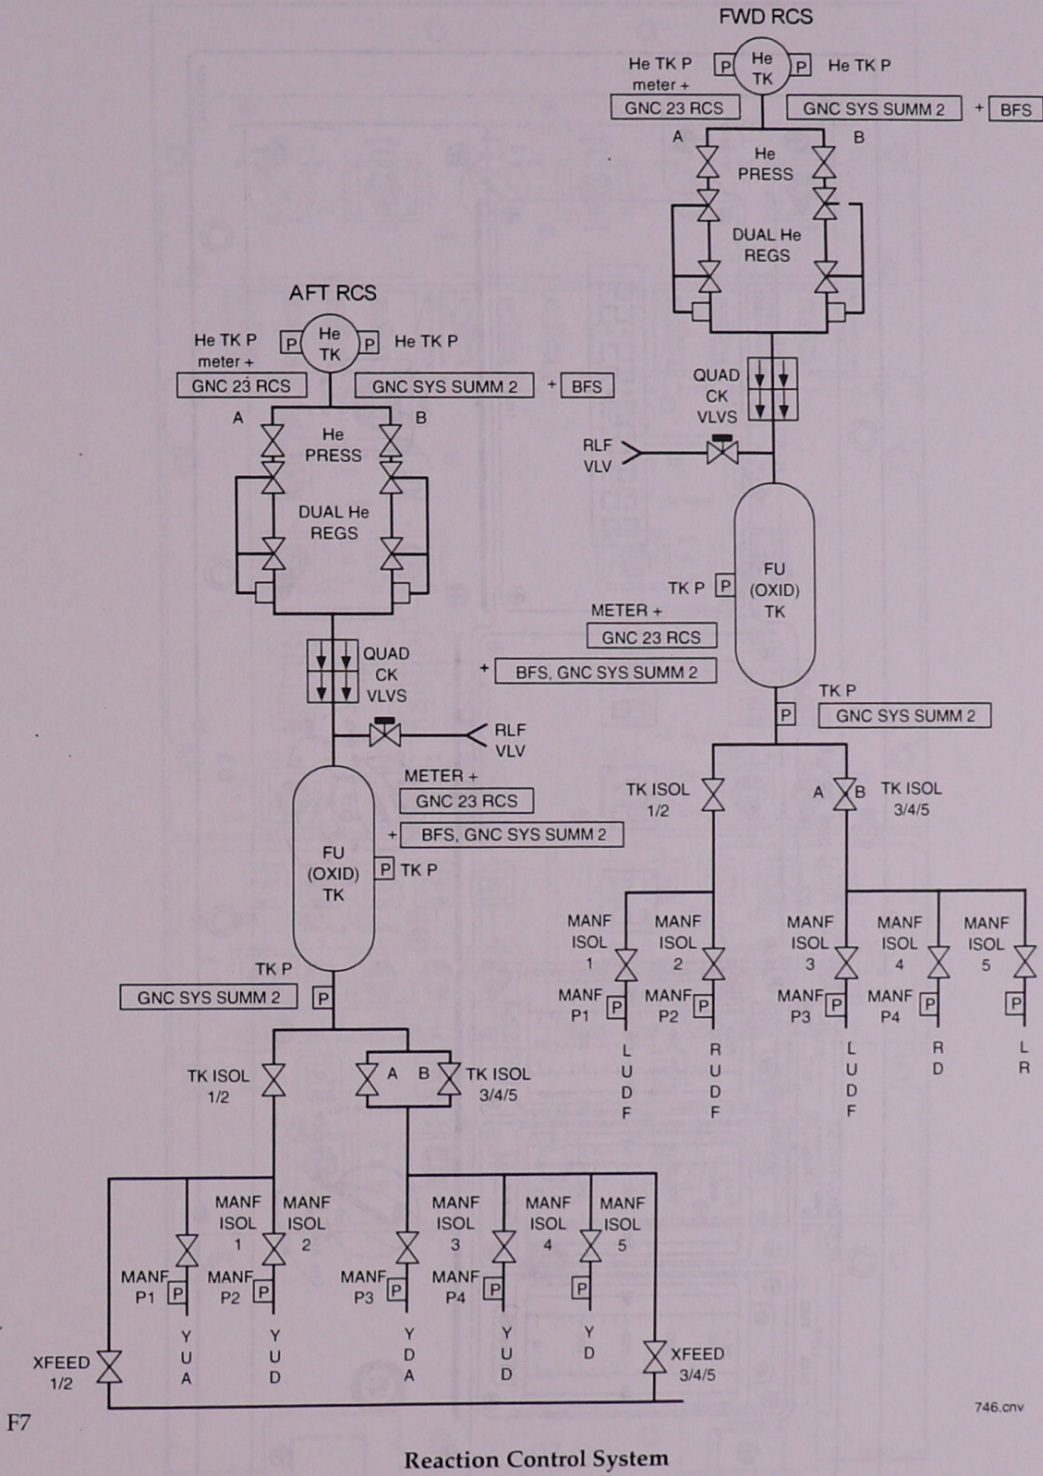 FWD RCS
He TK P
meter +
GNC 23 RCS
P
He
TK
P
He TK P
GNC SYS SUMM 2
+
BFS
A
B
He
PRESS
DUAL He
REGS
QUAD
CK
VLVS
RLF
VLV
FU
(OXID)
TK
TK P
P
METER +
GNC 23 RCS
+
BFS, GNC SYS SUMM 2
P
TK P
GNC SYS SUMM 2
TK ISOL
1/2
A
B
TK ISOL
3/4/5
MANF
ISOL
1
MANF
ISOL
2
MANF
ISOL
3
MANF
ISOL
4
MANF
ISOL
5
MANF
P1
P
MANF
P2
P
MANF
P3
P
MANF
P4
P
P
L
U
D
F
R
U
D
F
L
U
D
F
R
D
L
R
AFT RCS
He TK P
meter +
GNC 23 RCS
P
He
TK
P
He TK P
GNC SYS SUMM 2
+
BFS
A
B
He
PRESS
DUAL He
REGS
QUAD
CK
VLVS
RLF
VLV
METER +
GNC 23 RCS
+
BFS, GNC SYS SUMM 2
P
TK P
FU
(OXID)
TK
TK P
GNC SYS SUMM 2
P
TK ISOL
1/2
A
B
TK ISOL
3/4/5
MANF
ISOL
1
MANF
ISOL
2
MANF
ISOL
3
MANF
ISOL
4
MANF
ISOL
5
MANF
P1
P
MANF
P2
P
MANF
P3
P
MANF
P4
P
P
Y
U
A
Y
U
D
Y
D
A
Y
U
D
Y
D
XFEED
1/2
XFEED
3/4/5
746.cnv
F7
Reaction Control System